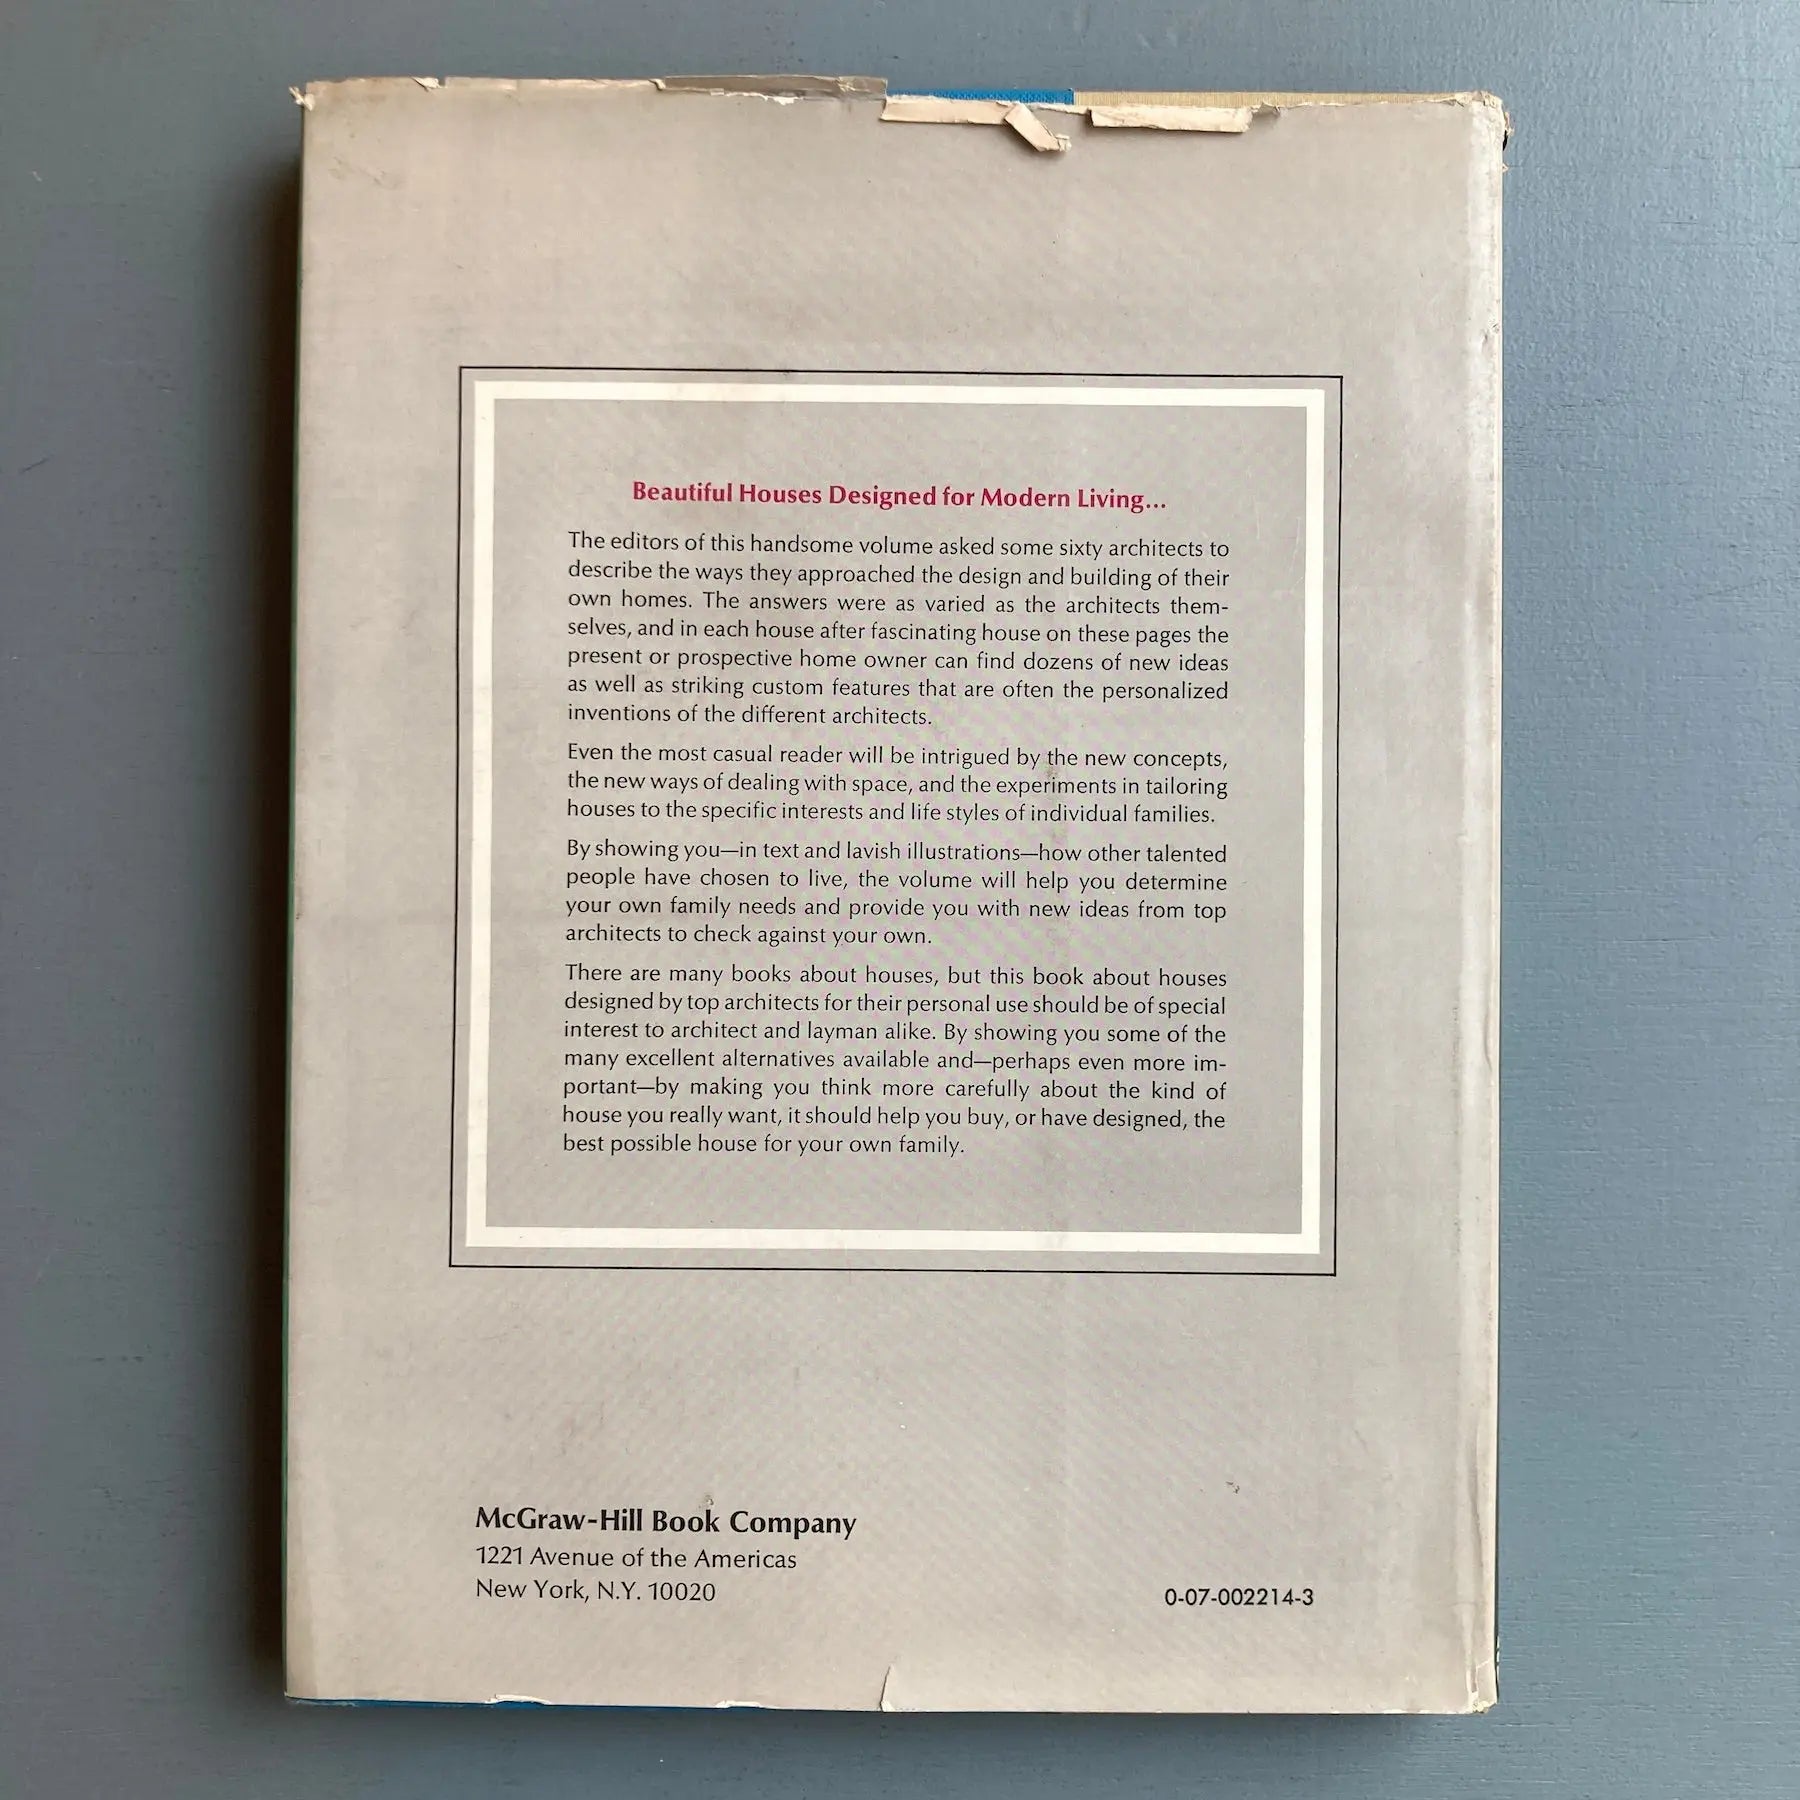 Beautiful Houses Designed for Modern Living...
The editors of this handsome volume asked some sixty architects to
describe the ways they approached the design and building of their
own homes. The answers were as varied as the architects them-
selves, and in each house after fascinating house on these pages the
present or prospective home owner can find dozens of new ideas
as well as striking custom features that are often the personalized
inventions of the different architects.
Even the most casual reader will be intrigued by the new concepts,
the new ways of dealing with space, and the experiments in tailoring
houses to the specific interests and life styles of individual families.
By showing you—in text and lavish illustrations—how other talented
people have chosen to live, the volume will help you determine
your own family needs and provide you with new ideas from top
architects to check against your own.
There are many books about houses, but this book about houses
designed by top architects for their personal use should be of special
interest to architect and layman alike. By showing you some of the
many excellent alternatives available and—perhaps even more im-
portant—by making you think more carefully about the kind of
house you really want, it should help you buy, or have designed, the
best possible house for your own family.
McGraw-Hill Book Company
1221 Avenue of the Americas
New York, N.Y. 10020
0-07-002214-3